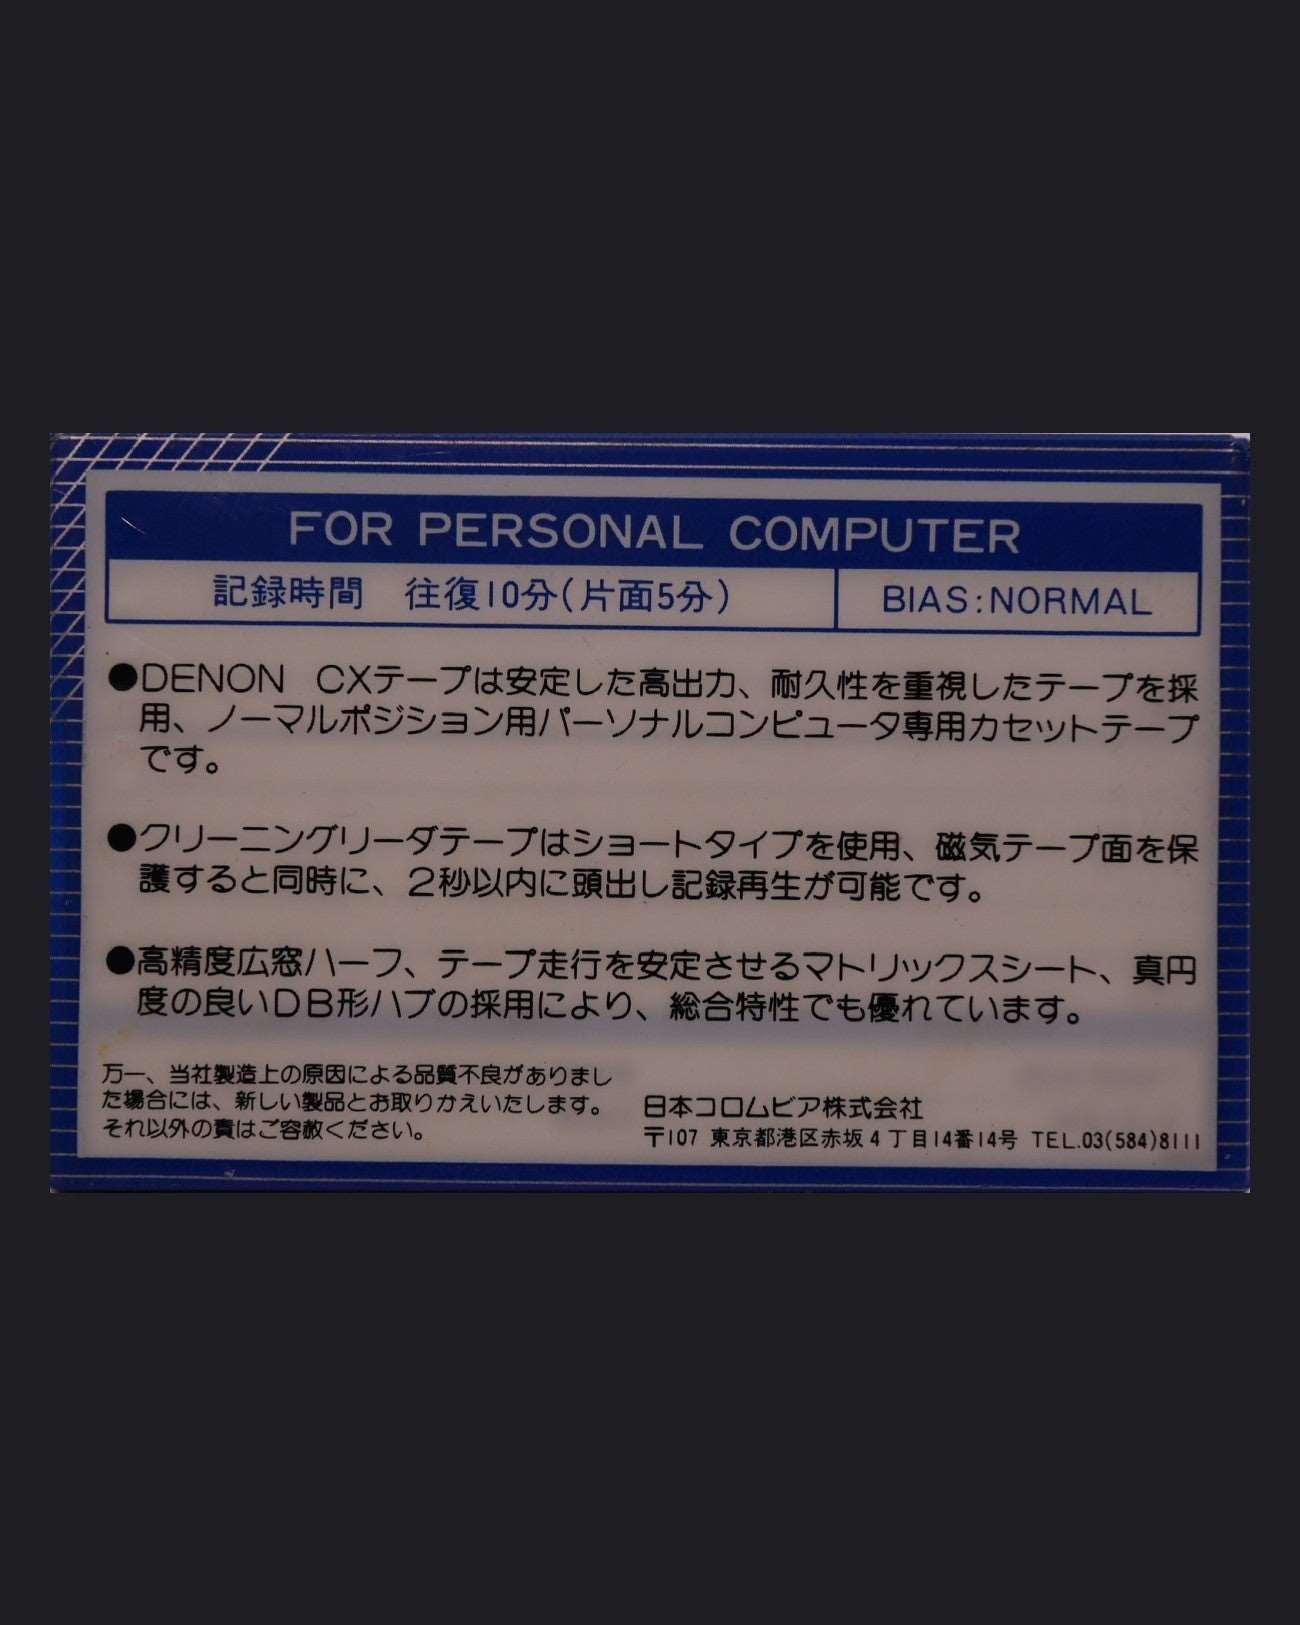 FOR PERSONAL COMPUTER
記録時間 往復10分(片面5分)
BIAS:NORMAL
●DENON CXテープは安定した高出力、耐久性を重視したテープを採
用、ノーマルポジション用パーソナルコンピュータ専用カセットテープ
です。
●クリーニングリーダテープはショートタイプを使用、磁気テープ面を保
護すると同時に、2秒以内に頭出し記録再生が可能です。
●高精度広窓ハーフ、テープ走行を安定させるマトリックスシート、真円
度の良いDB形ハブの採用により、総合特性でも優れています。
万一、当社製造上の原因による品質不良がありまし
た場合には、新しい製品とお取りかえいたします。
それ以外の責はご容赦ください。
日本コロムビア株式会社
〒107 東京都港区赤坂4丁目14番14号 TEL.03(584)8111